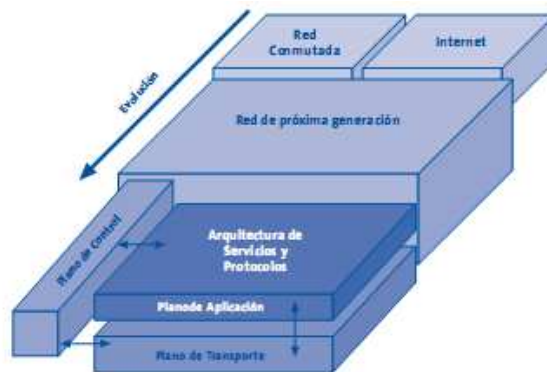 Red
Conmutada
Internet
Evolución
Red de próxima generación
Plano de Control
Arquitectura de
Servicios y
Protocolos
Planode Aplicación
Plano de Transporte